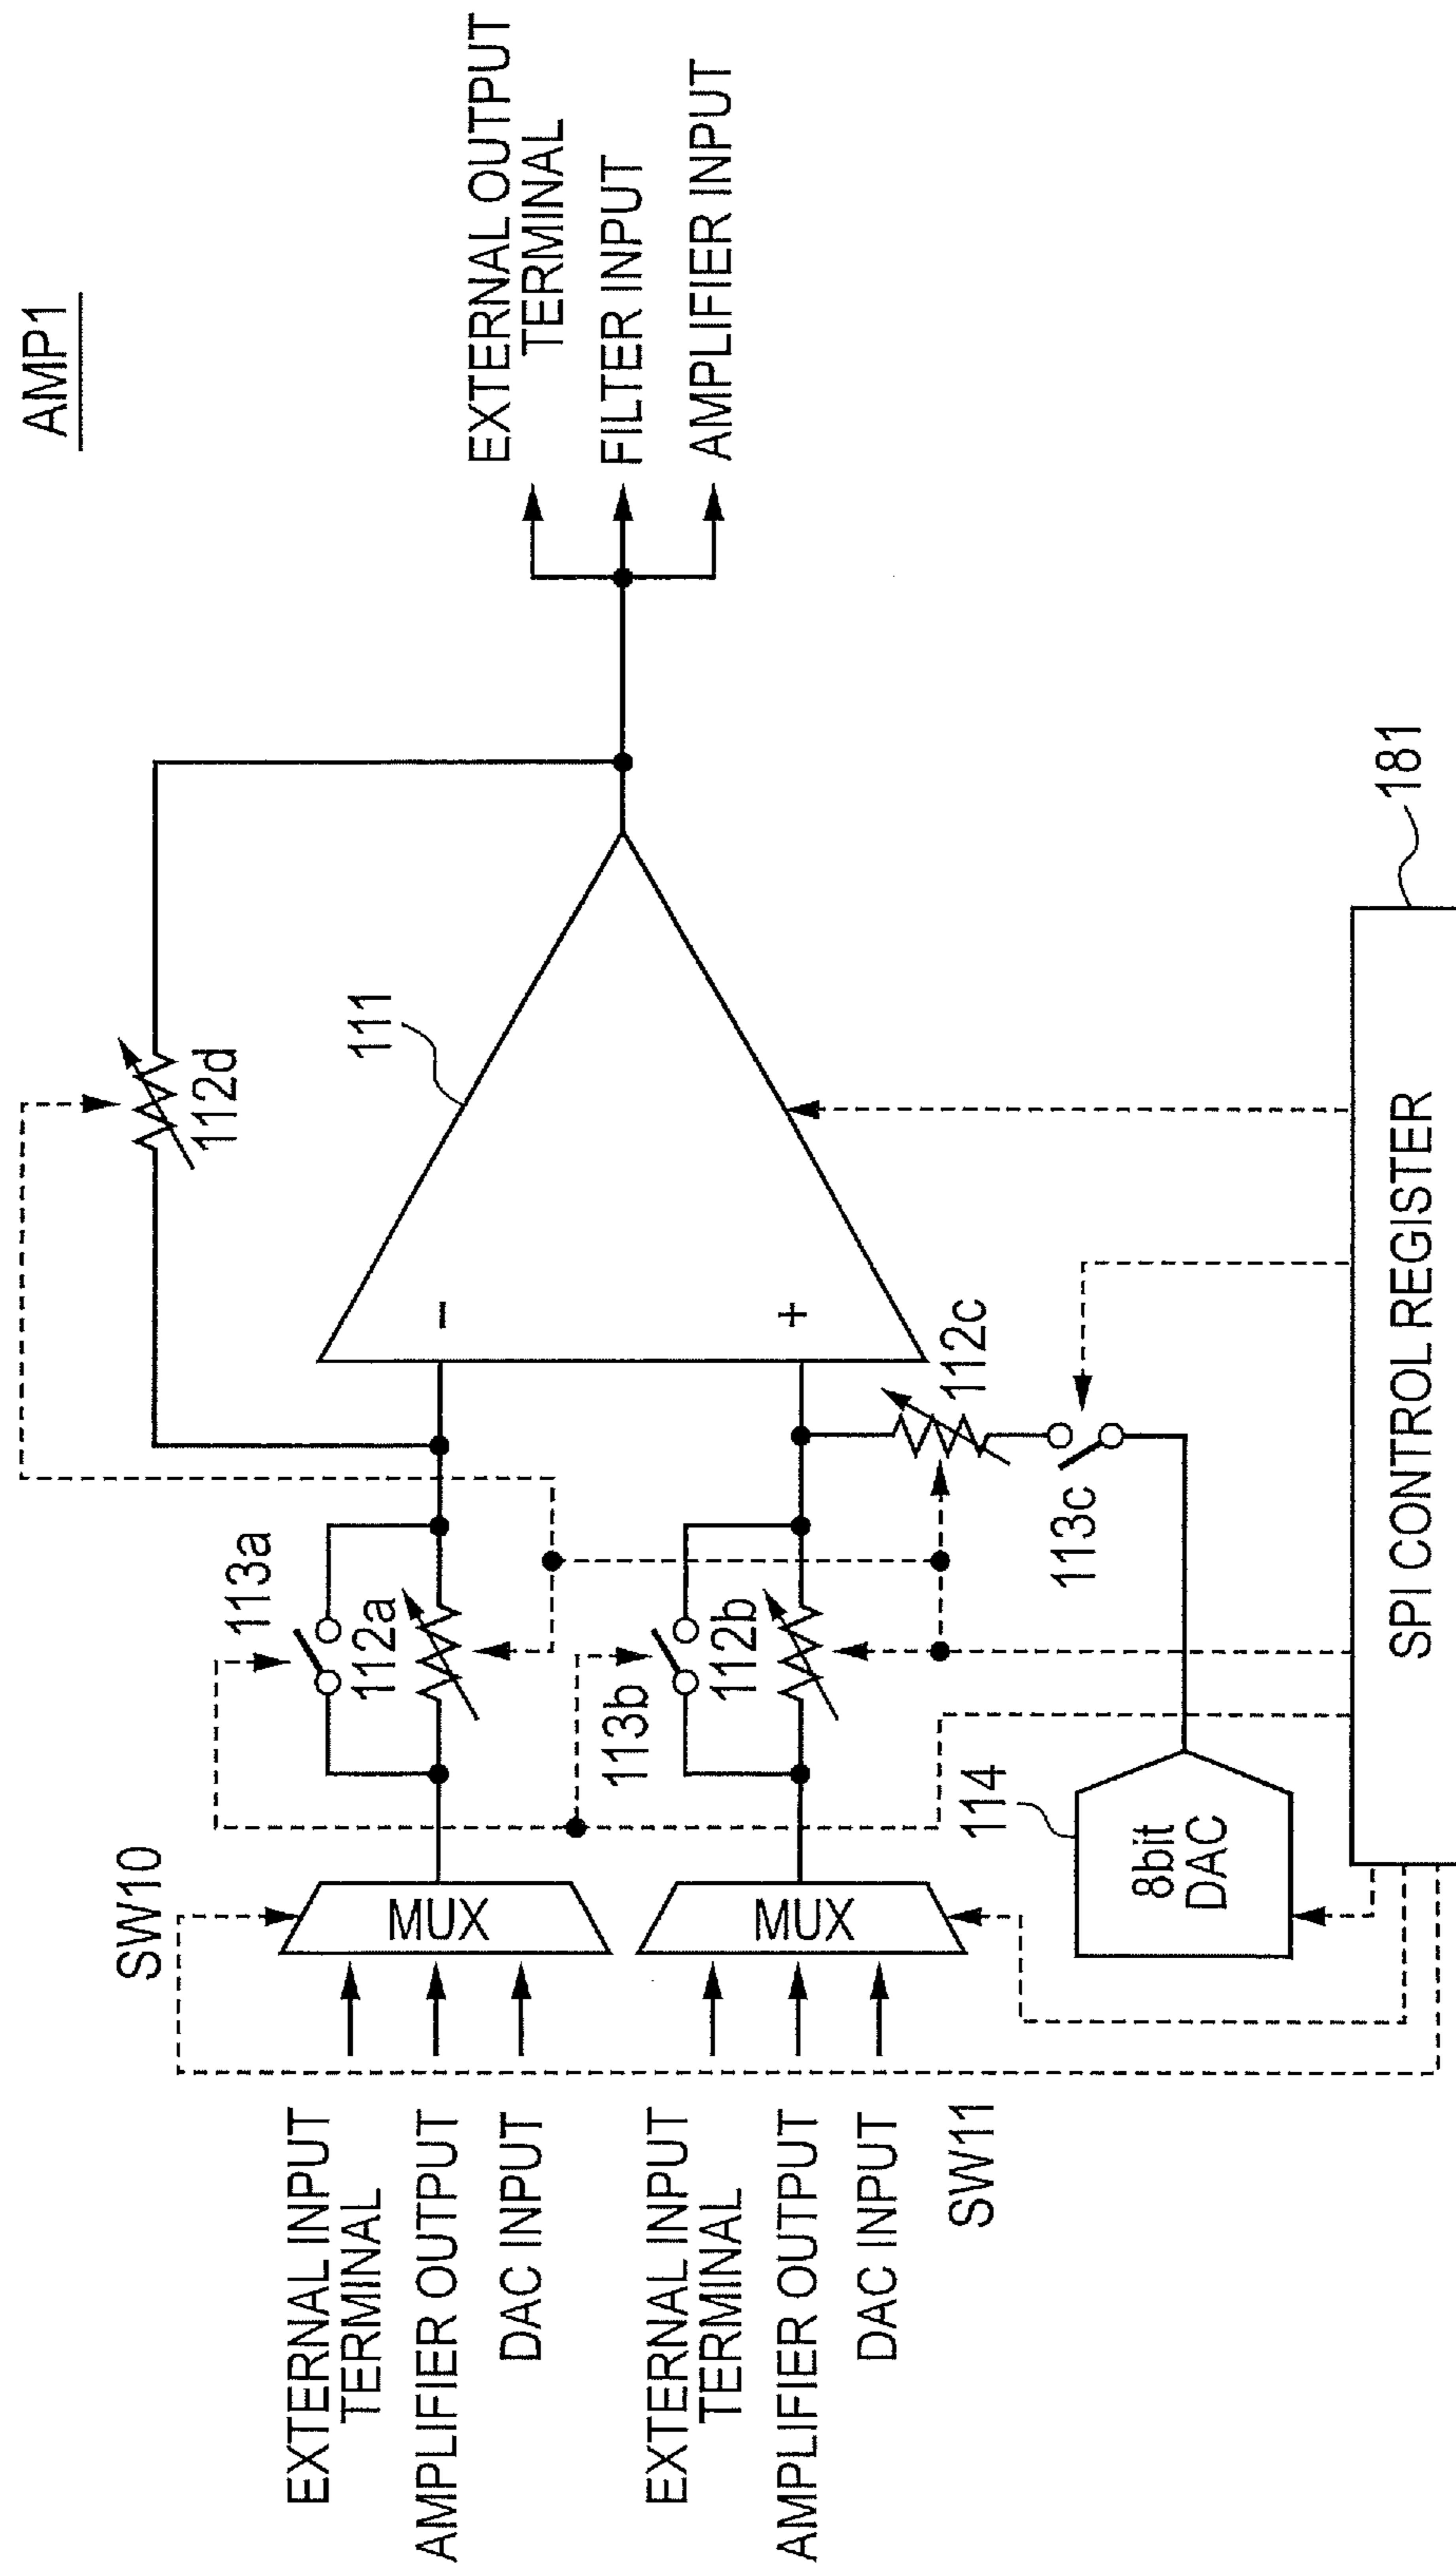 AMP1
EXTERNAL OUTPUT
TERMINAL
FILTER INPUT
AMPLIFIER INPUT
112d
111
−
+
SW10
MUX
113a
112a
EXTERNAL INPUT
TERMINAL
AMPLIFIER OUTPUT
DAC INPUT
MUX
113b
112b
EXTERNAL INPUT
TERMINAL
AMPLIFIER OUTPUT
DAC INPUT
SW11
112c
113c
114
8bit
DAC
181
SPI CONTROL REGISTER